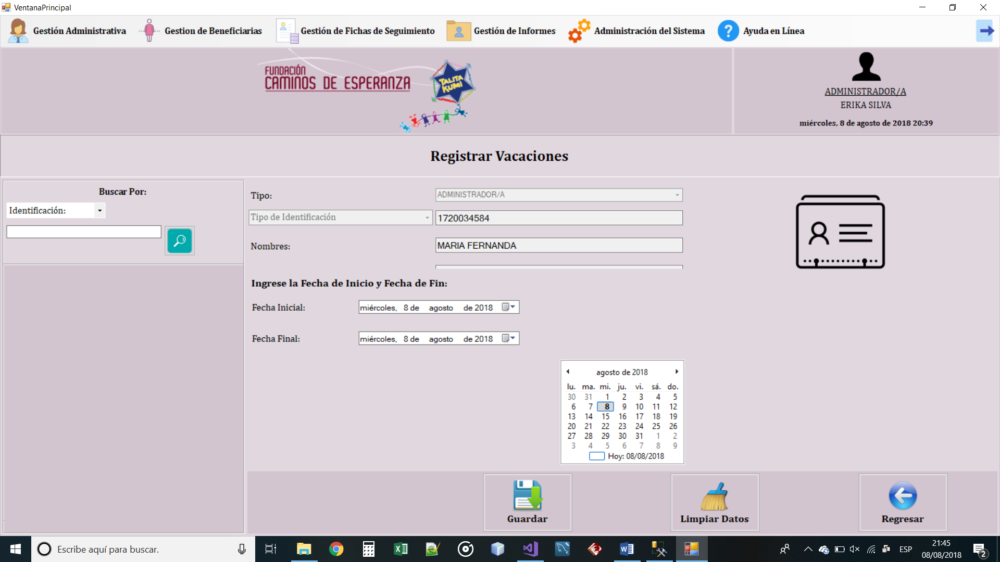 VentanaPrincipal
Gestión Administrativa
Gestion de Beneficiarias
Gestión de Fichas de Seguimiento
Gestión de Informes
Administración del Sistema
? Ayuda en Línea
FUNDACIÓN
CAMINOS DE ESPERANZA
TALITA
KUMI
ADMINISTRADOR/A
ERIKA SILVA
miércoles, 8 de agosto de 2018 20:39
Registrar Vacaciones
Buscar Por:
Identificación:
Tipo: ADMINISTRADOR/A
Tipo de Identificación 1720034584
Nombres: MARIA FERNANDA
Ingrese la Fecha de Inicio y Fecha de Fin:
Fecha Inicial: miércoles, 8 de agosto de 2018
Fecha Final: miércoles, 8 de agosto de 2018
agosto de 2018
lu. ma. mi. ju. vi. sá. do.
30 31 1 2 3 4 5
6 7 8 9 10 11 12
13 14 15 16 17 18 19
20 21 22 23 24 25 26
27 28 29 30 31 1 2
3 4 5 6 7 8 9
Hoy: 08/08/2018
Guardar
Limpiar Datos
Regresar
Escribe aquí para buscar.
ESP
21:45
08/08/2018
2